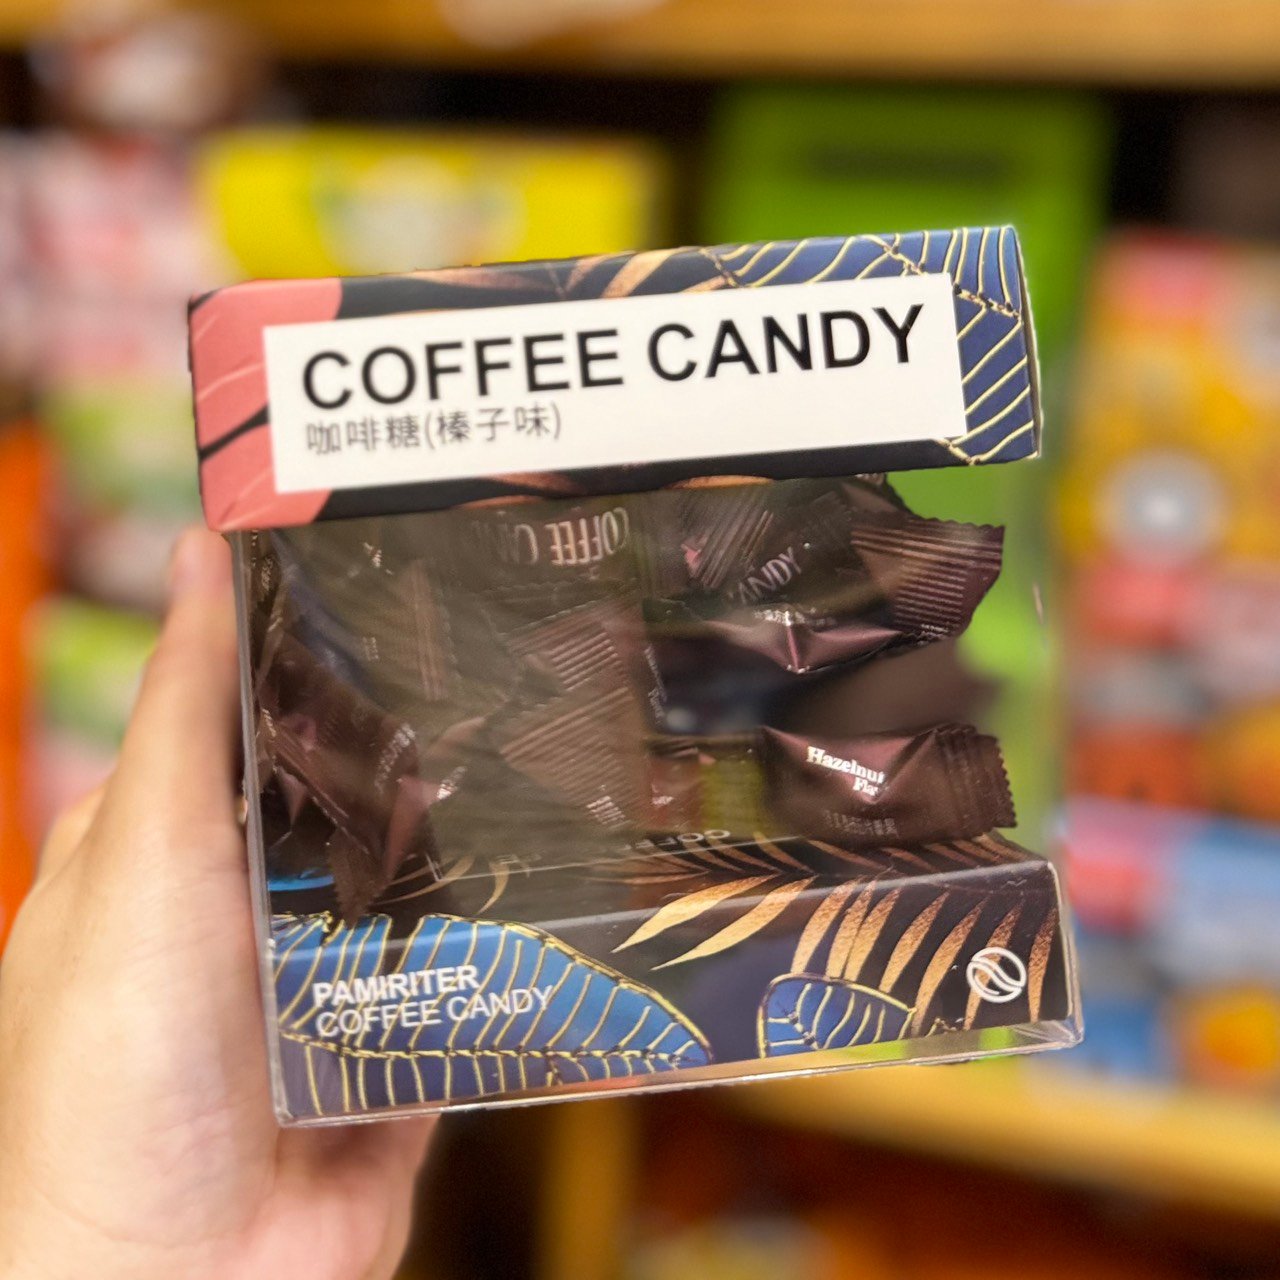 COFFEE CANDY
咖啡糖(榛子味)
COFFEE
CANDY
Hazelnut
PAMIRITER
COFFEE CANDY